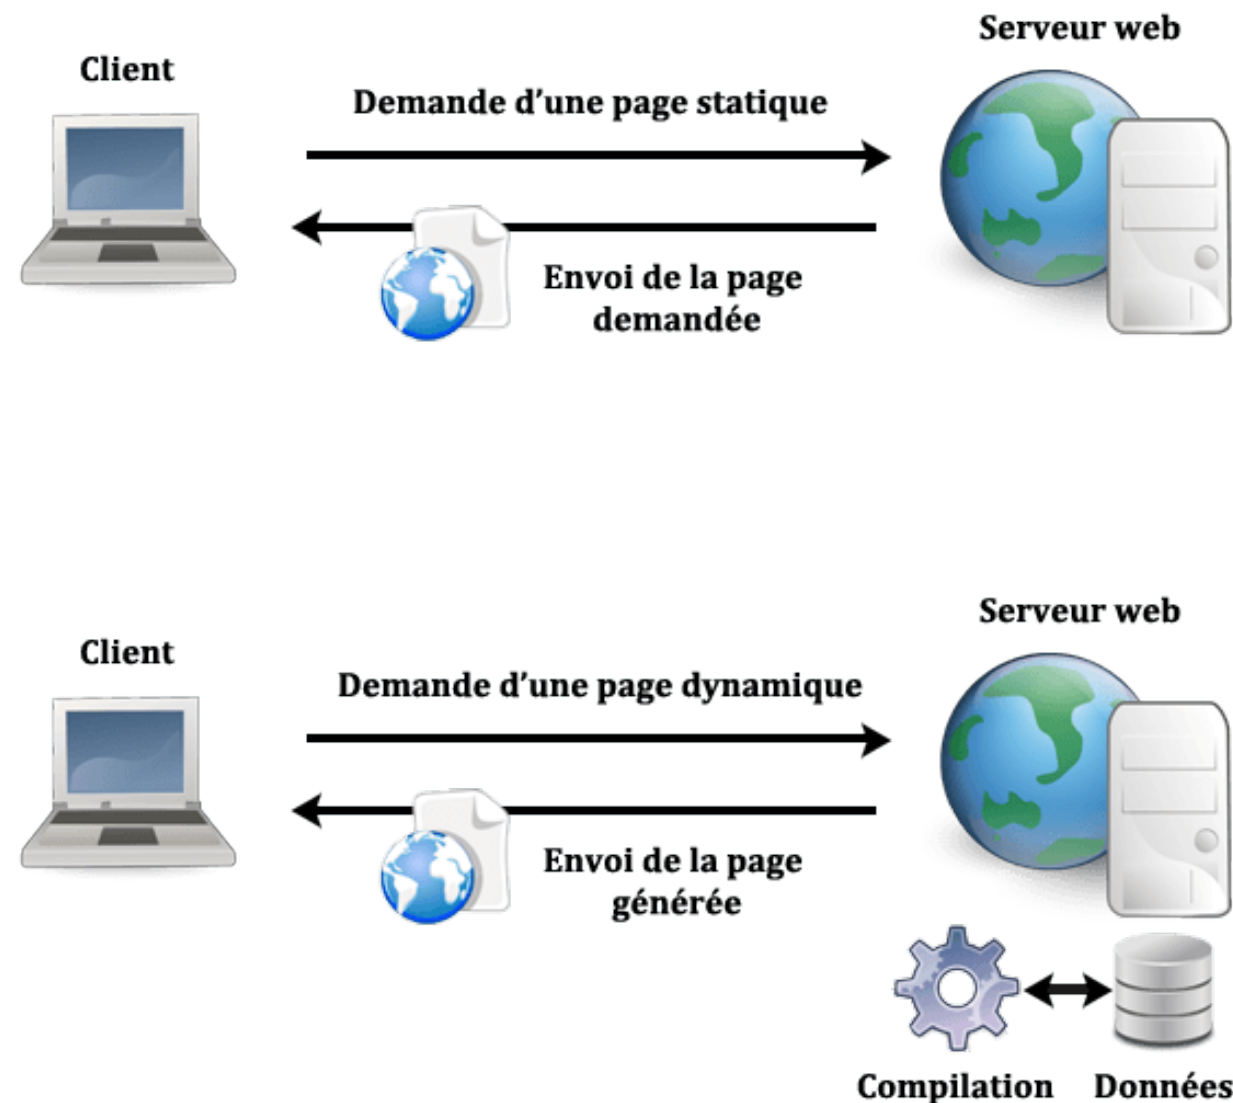 Serveur web
Client
Demande d'une page statique
Envoi de la page
demandée
Serveur web
Client
Demande d'une page dynamique
Envoi de la page
générée
Compilation
Données